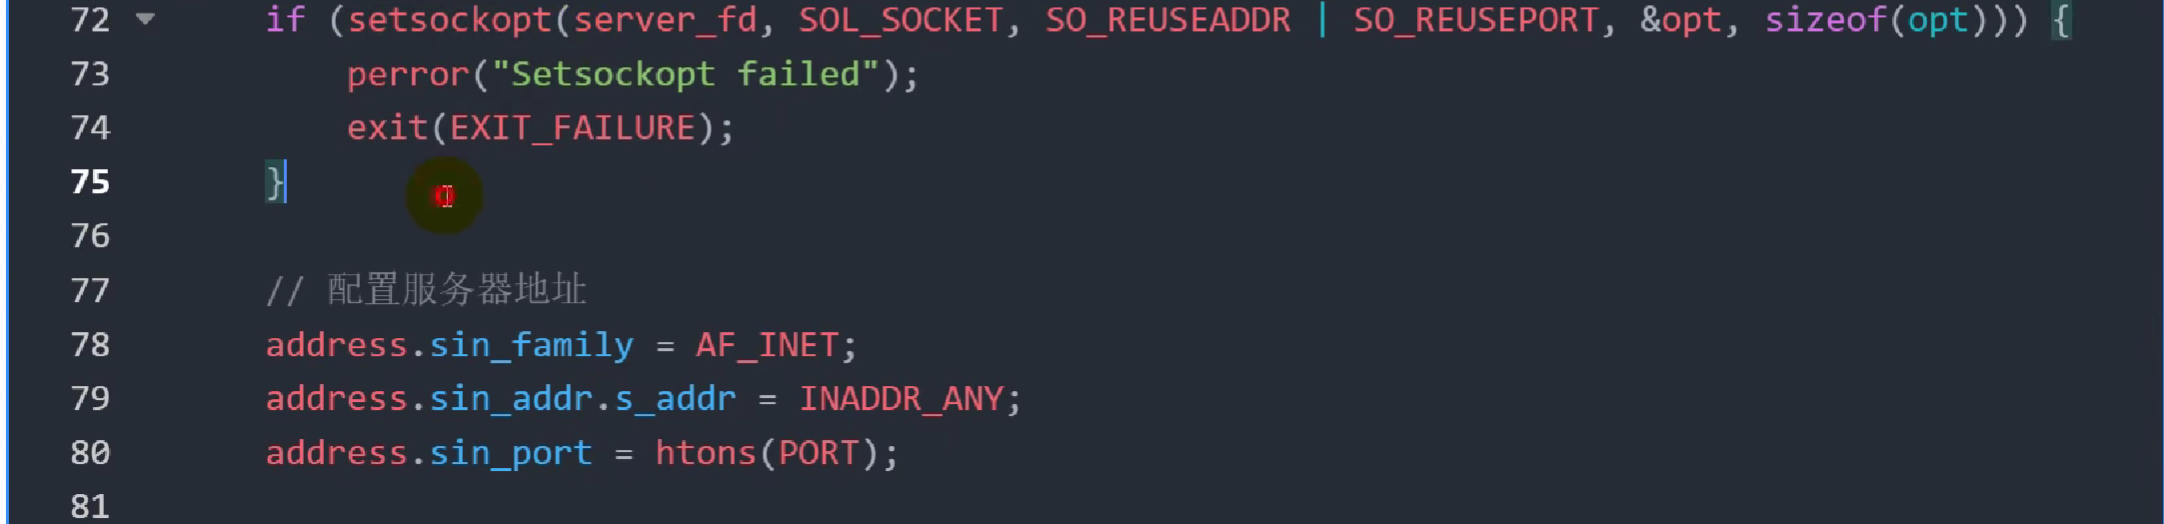 72 if (setsockopt(server_fd, SOL_SOCKET, SO_REUSEADDR | SO_REUSEPORT, &opt, sizeof(opt))) {
73 perror("Setsockopt failed");
74 exit(EXIT_FAILURE);
75 }
76
77 // 配置服务器地址
78 address.sin_family = AF_INET;
79 address.sin_addr.s_addr = INADDR_ANY;
80 address.sin_port = htons(PORT);
81